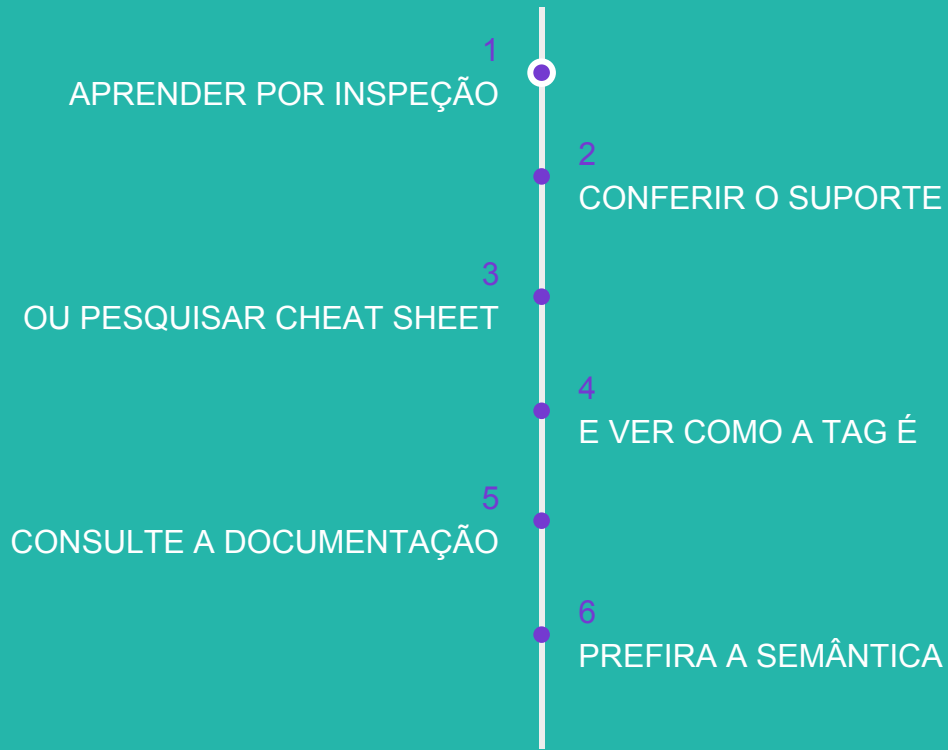 1
APRENDER POR INSPEÇÃO
2
CONFERIR O SUPORTE
3
OU PESQUISAR CHEAT SHEET
4
E VER COMO A TAG É
5
CONSULTE A DOCUMENTAÇÃO
6
PREFIRA A SEMÂNTICA